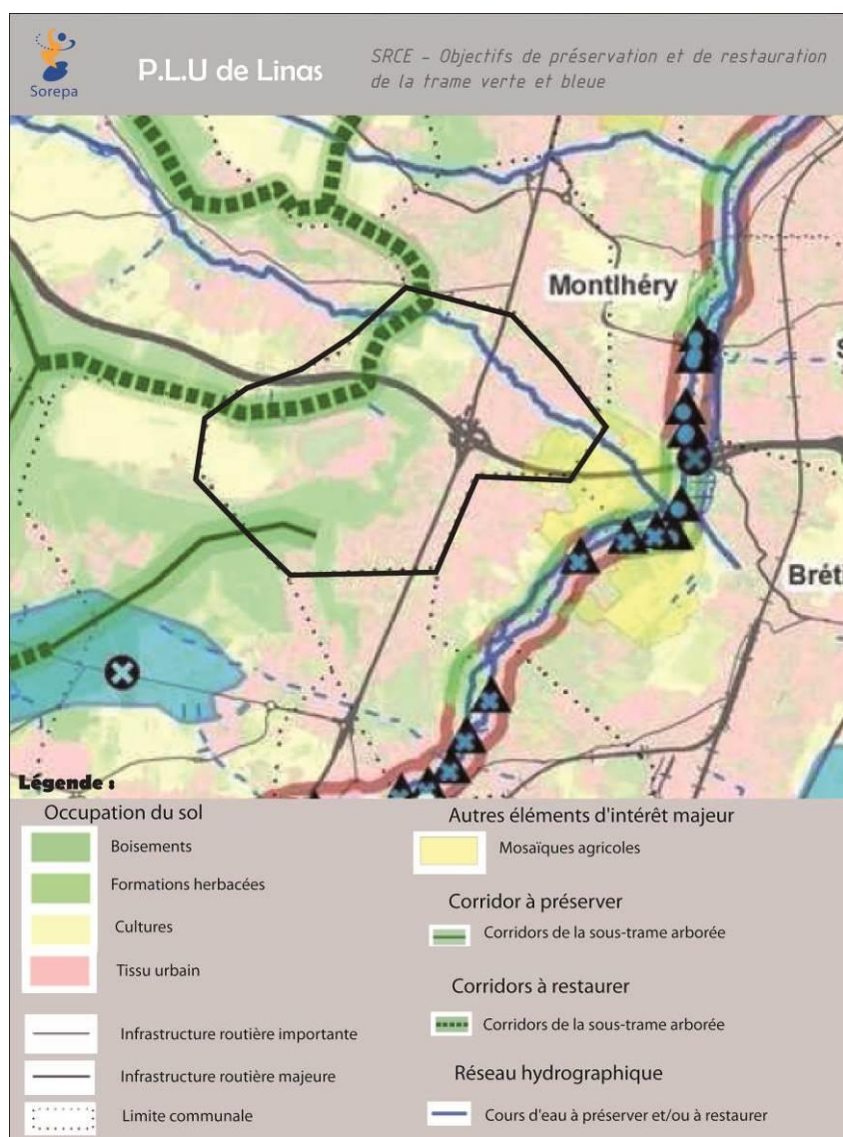 Sorepa
P.L.U de Linas
SRCE - Objectifs de préservation et de restauration
de la trame verte et bleue
Montlhéry
S
Bréti
Légende :
Occupation du sol
Boisements
Formations herbacées
Cultures
Tissu urbain
Infrastructure routière importante
Infrastructure routière majeure
Limite communale
Autres éléments d'intérêt majeur
Mosaïques agricoles
Corridor à préserver
Corridors de la sous-trame arborée
Corridors à restaurer
Corridors de la sous-trame arborée
Réseau hydrographique
Cours d'eau à préserver et/ou à restaurer